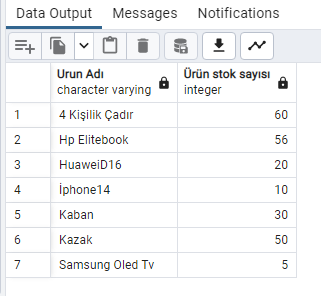 Data Output Messages Notifications
Urun Adı Ürün stok sayısı
character varying integer
1 4 Kişilik Çadır 60
2 Hp Elitebook 56
3 HuaweiD16 20
4 İphone14 10
5 Kaban 30
6 Kazak 50
7 Samsung Oled Tv 5